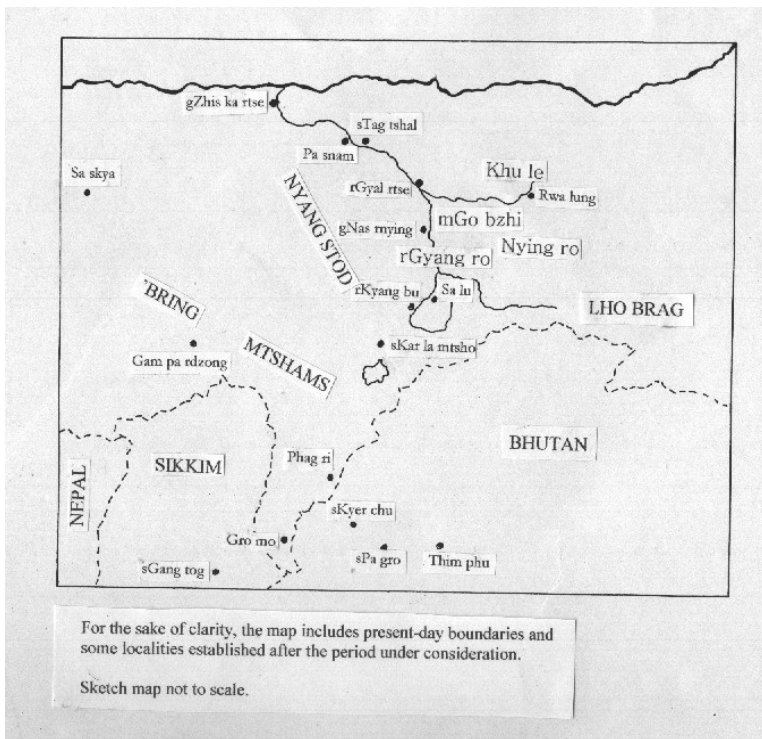 gZhis ka rtse
sTag tshal
Pa snam
Khu le
Sa skya
rGyal rtse
Rwa lung
NYANG STOD
mGo bzhi
gNas rnying
Nying ro
rGyang ro
rKyang bu
Sa lu
'BRING
LHO BRAG
MTSHAMS
sKar la mtsho
Gam pa rdzong
BHUTAN
SIKKIM
Phag ri
NEPAL
sKyer chu
Gro mo
sPa gro
Thim phu
sGang tog
For the sake of clarity, the map includes present-day boundaries and
some localities established after the period under consideration.
Sketch map not to scale.